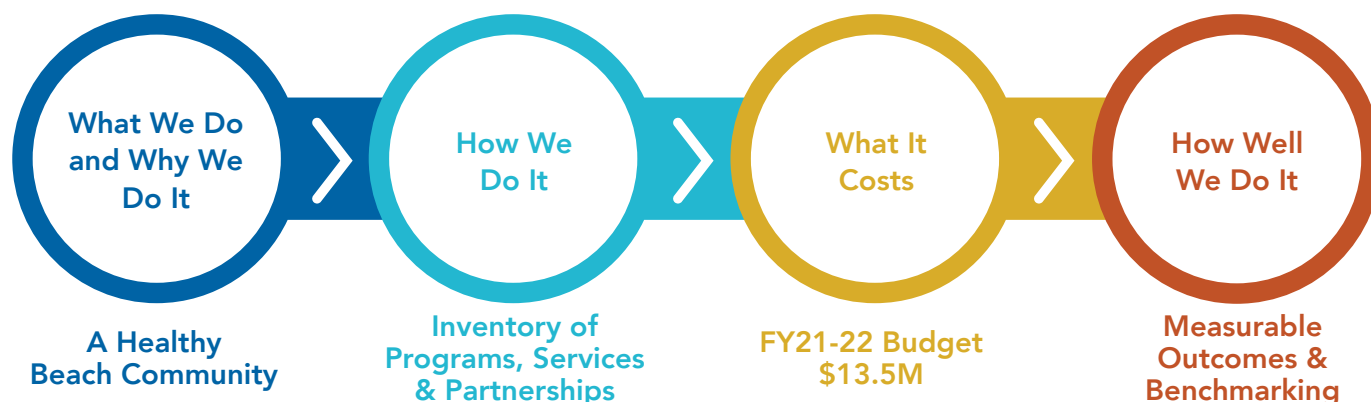 What We Do
and Why We
Do It
How We
Do It
What It
Costs
How Well
We Do It
A Healthy
Beach Community
Inventory of
Programs, Services
& Partnerships
FY21-22 Budget
$13.5M
Measurable
Outcomes &
Benchmarking